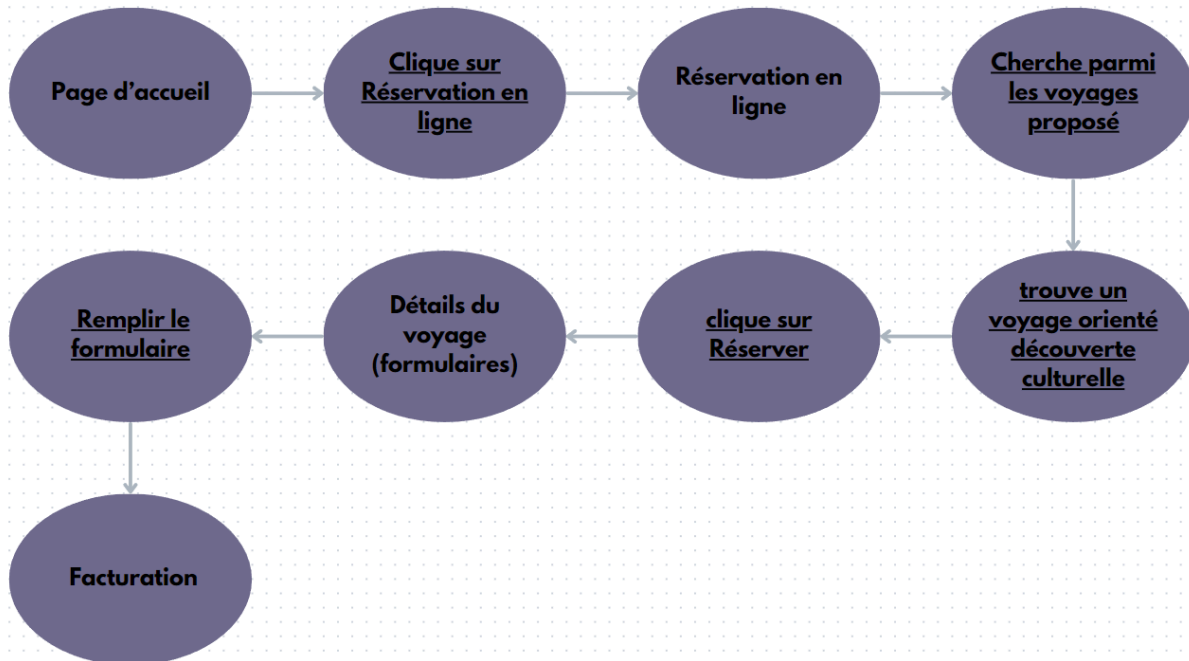 Page d’accueil
Clique sur
Réservation en
ligne
Réservation en
ligne
Cherche parmi
les voyages
proposé
trouve un
voyage orienté
découverte
culturelle
clique sur
Réserver
Détails du
voyage
(formulaires)
Remplir le
formulaire
Facturation